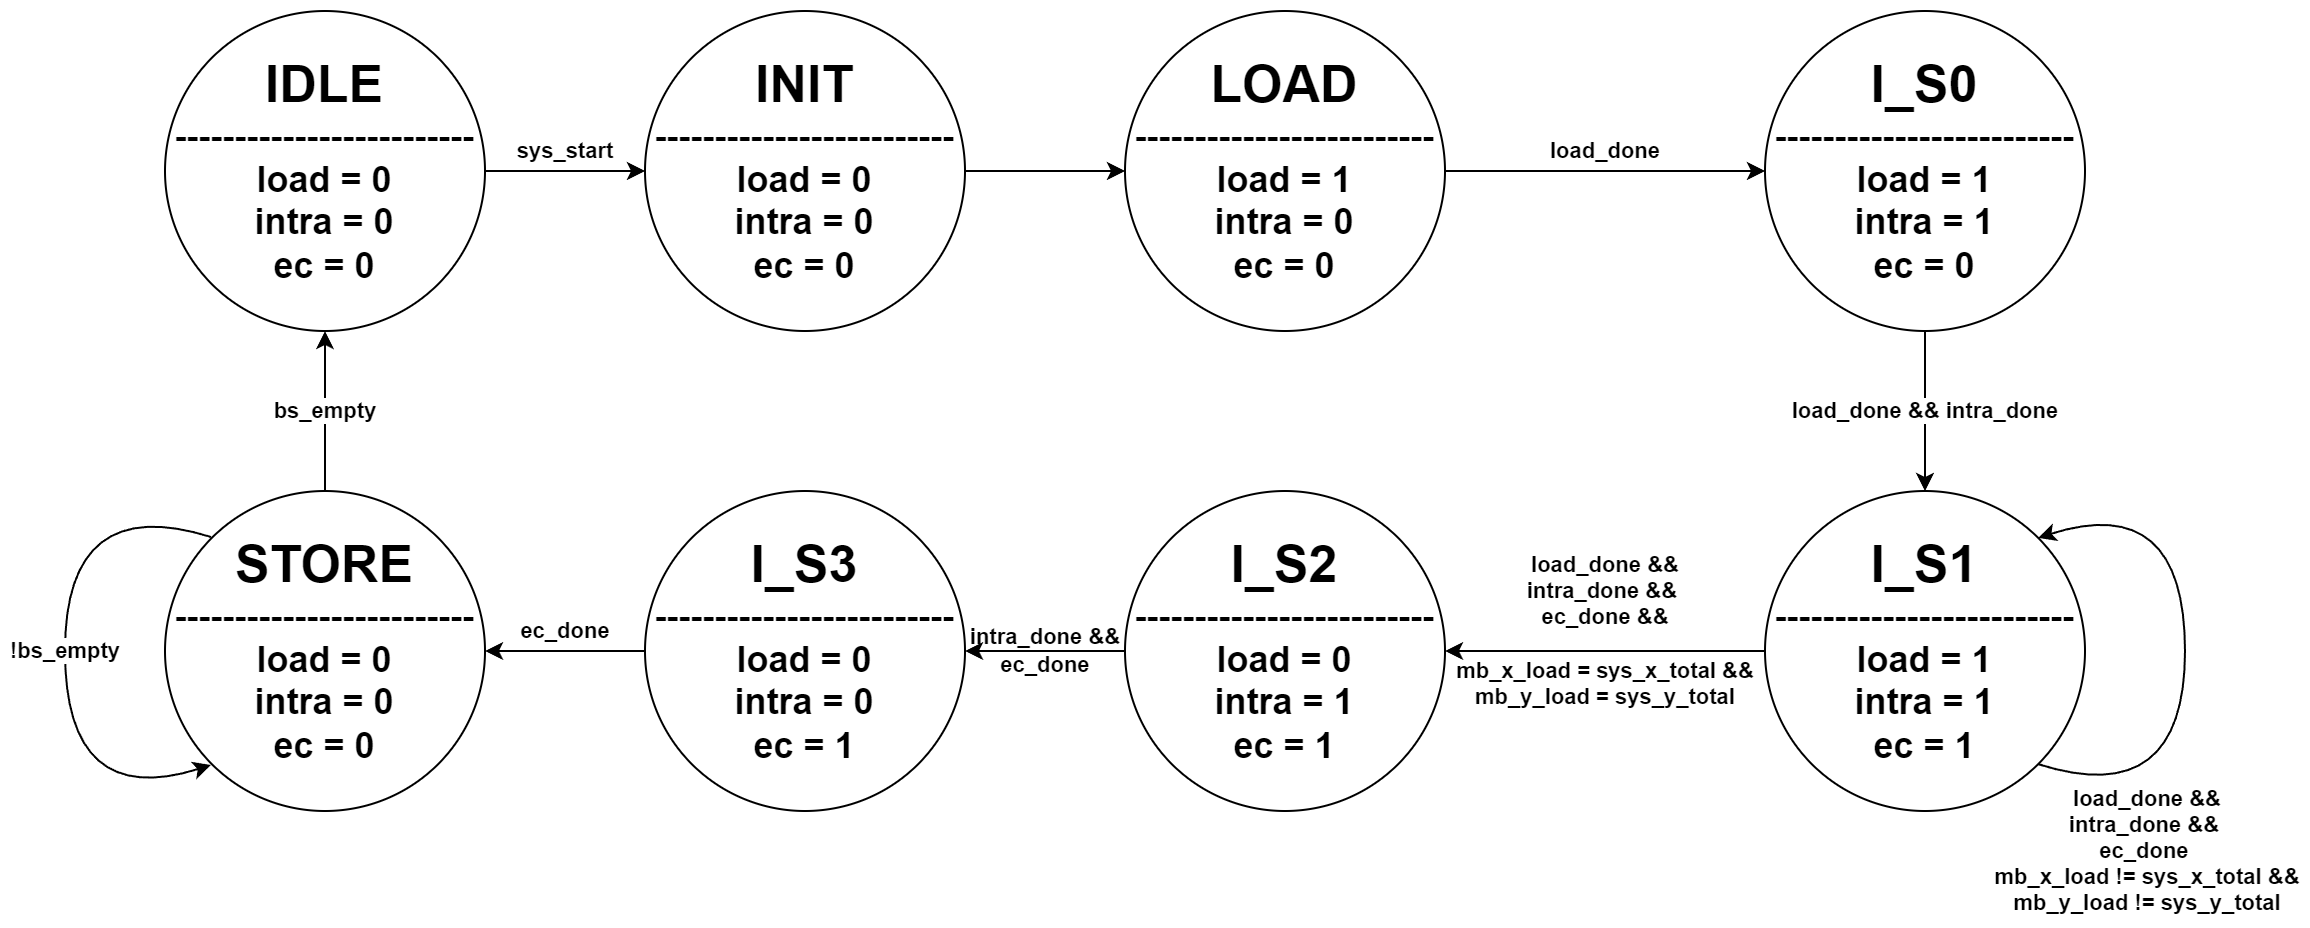 IDLE
--------------------------
load = 0
intra = 0
ec = 0
sys_start
INIT
--------------------------
load = 0
intra = 0
ec = 0
LOAD
--------------------------
load = 1
intra = 0
ec = 0
load_done
I_S0
--------------------------
load = 1
intra = 1
ec = 0
load_done && intra_done
I_S1
--------------------------
load = 1
intra = 1
ec = 1
load_done &&
intra_done &&
ec_done
mb_x_load != sys_x_total &&
mb_y_load != sys_y_total
load_done &&
intra_done &&
ec_done &&
mb_x_load = sys_x_total &&
mb_y_load = sys_y_total
I_S2
--------------------------
load = 0
intra = 1
ec = 1
intra_done &&
ec_done
I_S3
--------------------------
load = 0
intra = 0
ec = 1
ec_done
STORE
--------------------------
load = 0
intra = 0
ec = 0
!bs_empty
bs_empty